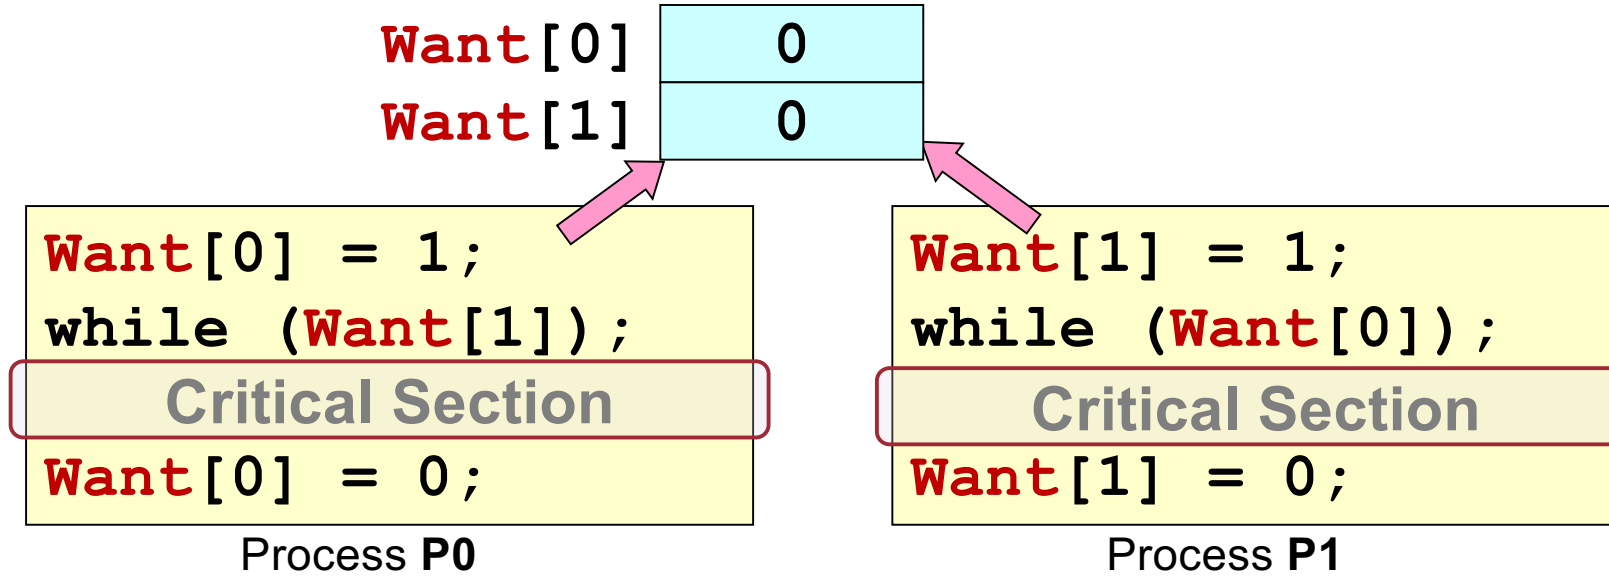 Want[0] 0
Want[1] 0
Want[0] = 1;
while (Want[1]);
Critical Section
Want[0] = 0;
Process P0
Want[1] = 1;
while (Want[0]);
Critical Section
Want[1] = 0;
Process P1